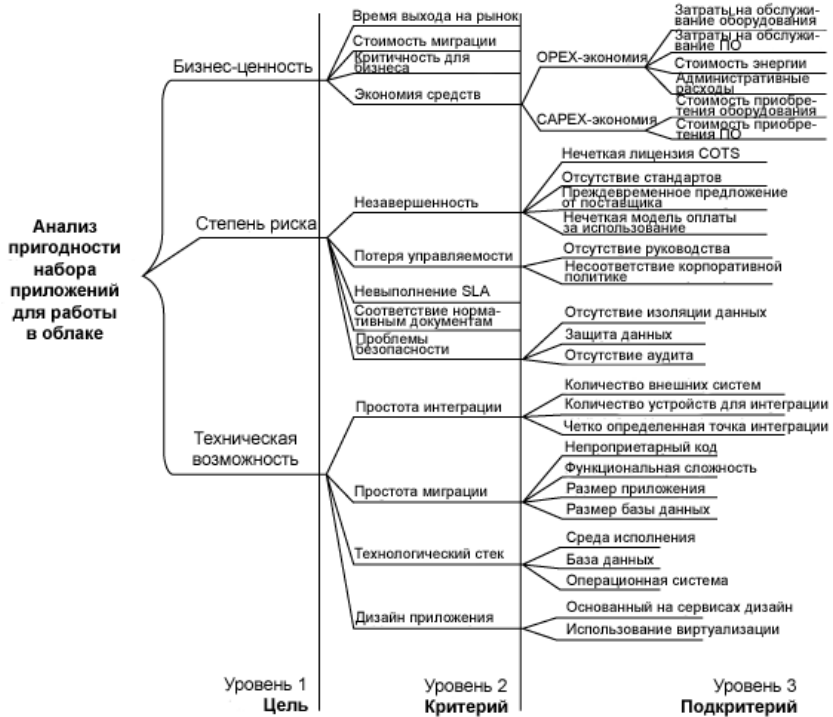 Анализ
пригодности
набора
приложений
для работы
в облаке
Бизнес-ценность
Время выхода на рынок
Стоимость миграции
Критичность для
бизнеса
Экономия средств
OPEX-экономия
Затраты на обслужи-
вание оборудования
Затраты на обслужи-
вание ПО
Стоимость энергии
Административные
расходы
CAPEX-экономия
Стоимость приобре-
тения оборудования
Стоимость приобре-
тения ПО
Степень риска
Незавершенность
Нечеткая лицензия COTS
Отсутствие стандартов
Преждевременное предложение
от поставщика
Нечеткая модель оплаты
за использование
Потеря управляемости
Отсутствие руководства
Несоответствие корпоративной
политике
Невыполнение SLA
Соответствие норма-
тивным документам
Проблемы
безопасности
Отсутствие изоляции данных
Защита данных
Отсутствие аудита
Техническая
возможность
Простота интеграции
Количество внешних систем
Количество устройств для интеграции
Четко определенная точка интеграции
Простота миграции
Непроприетарный код
Функциональная сложность
Размер приложения
Размер базы данных
Технологический стек
Среда исполнения
База данных
Операционная система
Дизайн приложения
Основанный на сервисах дизайн
Использование виртуализации
Уровень 1
Цель
Уровень 2
Критерий
Уровень 3
Подкритерий